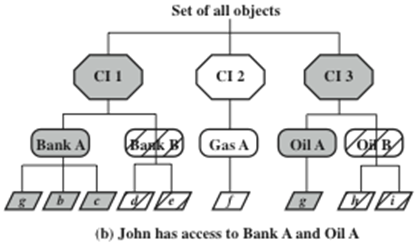 Set of all objects
CI 1 CI 2 CI 3
Bank A Bank B Gas A Oil A Oil B
g b c d e f g h i
(b) John has access to Bank A and Oil A